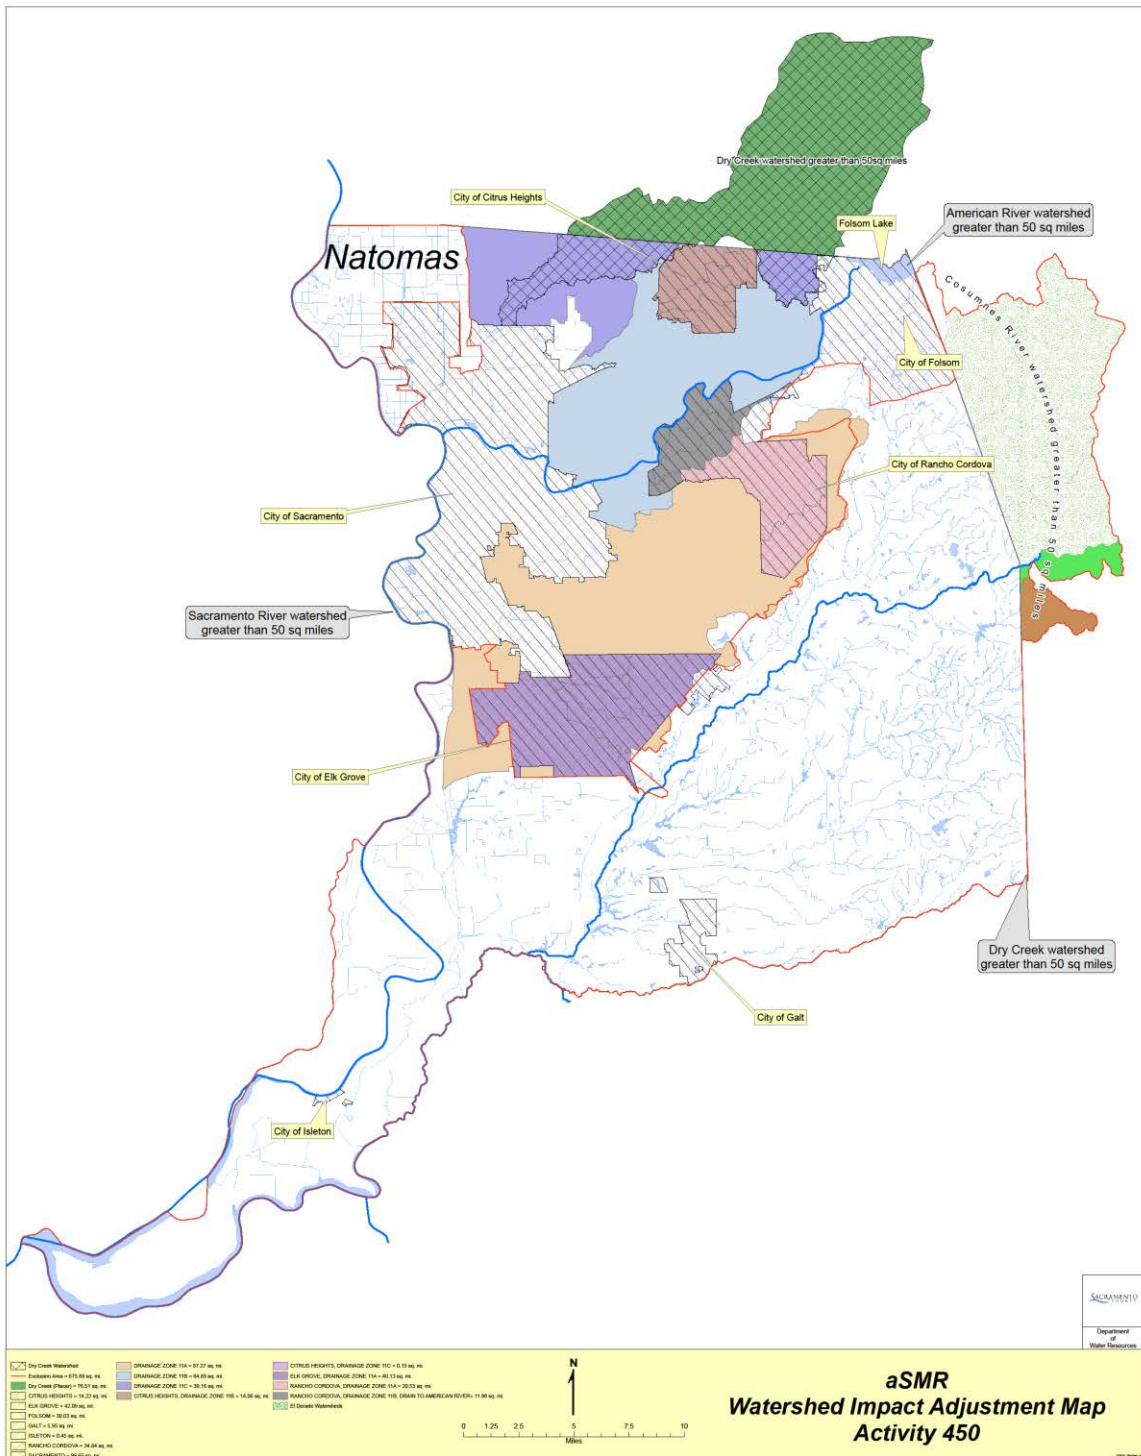 Dry Creek watershed greater than 50sq miles
City of Citrus Heights
Folsom Lake
American River watershed
greater than 50 sq miles
Natomas
Cosumnes River watershed greater than 50 sq miles
City of Folsom
City of Rancho Cordova
City of Sacramento
Sacramento River watershed
greater than 50 sq miles
City of Elk Grove
Dry Creek watershed
greater than 50 sq miles
City of Galt
City of Isleton
SACRAMENTO
COUNTY
Department
of
Water Resources
Dry Creek Watershed
Exclusion Area = 675.89 sq. mi.
Dry Creek (Placer) = 76.51 sq. mi.
CITRUS HEIGHTS = 14.22 sq. mi.
ELK GROVE = 42.09 sq. mi.
FOLSOM = 30.03 sq. mi.
GALT = 5.95 sq. mi.
ISLETON = 0.45 sq. mi.
RANCHO CORDOVA = 34.84 sq. mi.
DRAINAGE ZONE 11A = 87.27 sq. mi.
DRAINAGE ZONE 11B = 64.69 sq. mi.
DRAINAGE ZONE 11C = 39.16 sq. mi.
CITRUS HEIGHTS, DRAINAGE ZONE 11B = 14.06 sq. mi.
CITRUS HEIGHTS, DRAINAGE ZONE 11C = 0.15 sq. mi.
ELK GROVE, DRAINAGE ZONE 11A = 40.13 sq. mi.
RANCHO CORDOVA, DRAINAGE ZONE 11A = 20.53 sq. mi.
RANCHO CORDOVA, DRAINAGE ZONE 11B, DRAIN TO AMERICAN RIVER= 11.99 sq. mi.
El Dorado Watersheds
N
0 1.25 2.5 5 7.5 10
Miles
aSMR
Watershed Impact Adjustment Map
Activity 450